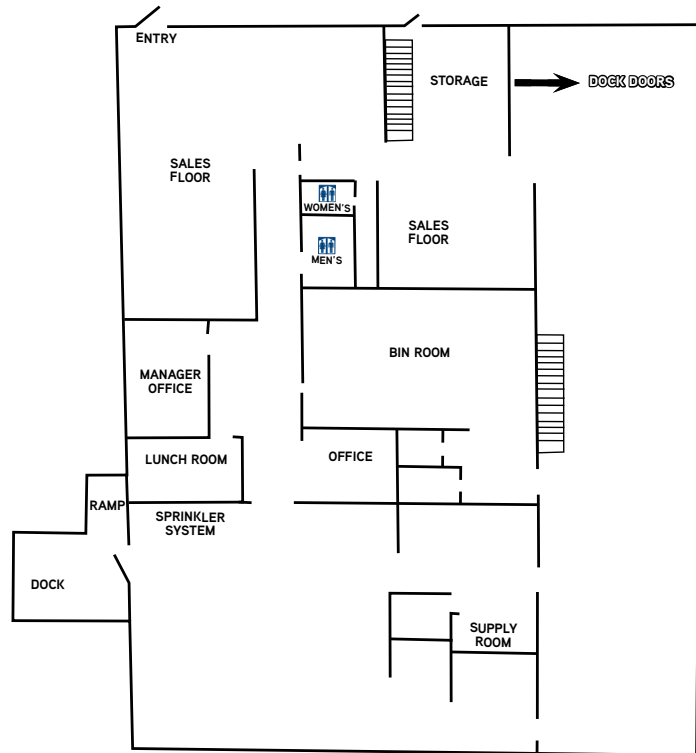 ENTRY
STORAGE
DOCK DOORS
SALES
FLOOR
WOMEN'S
SALES
FLOOR
MEN'S
BIN ROOM
MANAGER
OFFICE
LUNCH ROOM
OFFICE
RAMP
SPRINKLER
SYSTEM
DOCK
SUPPLY
ROOM